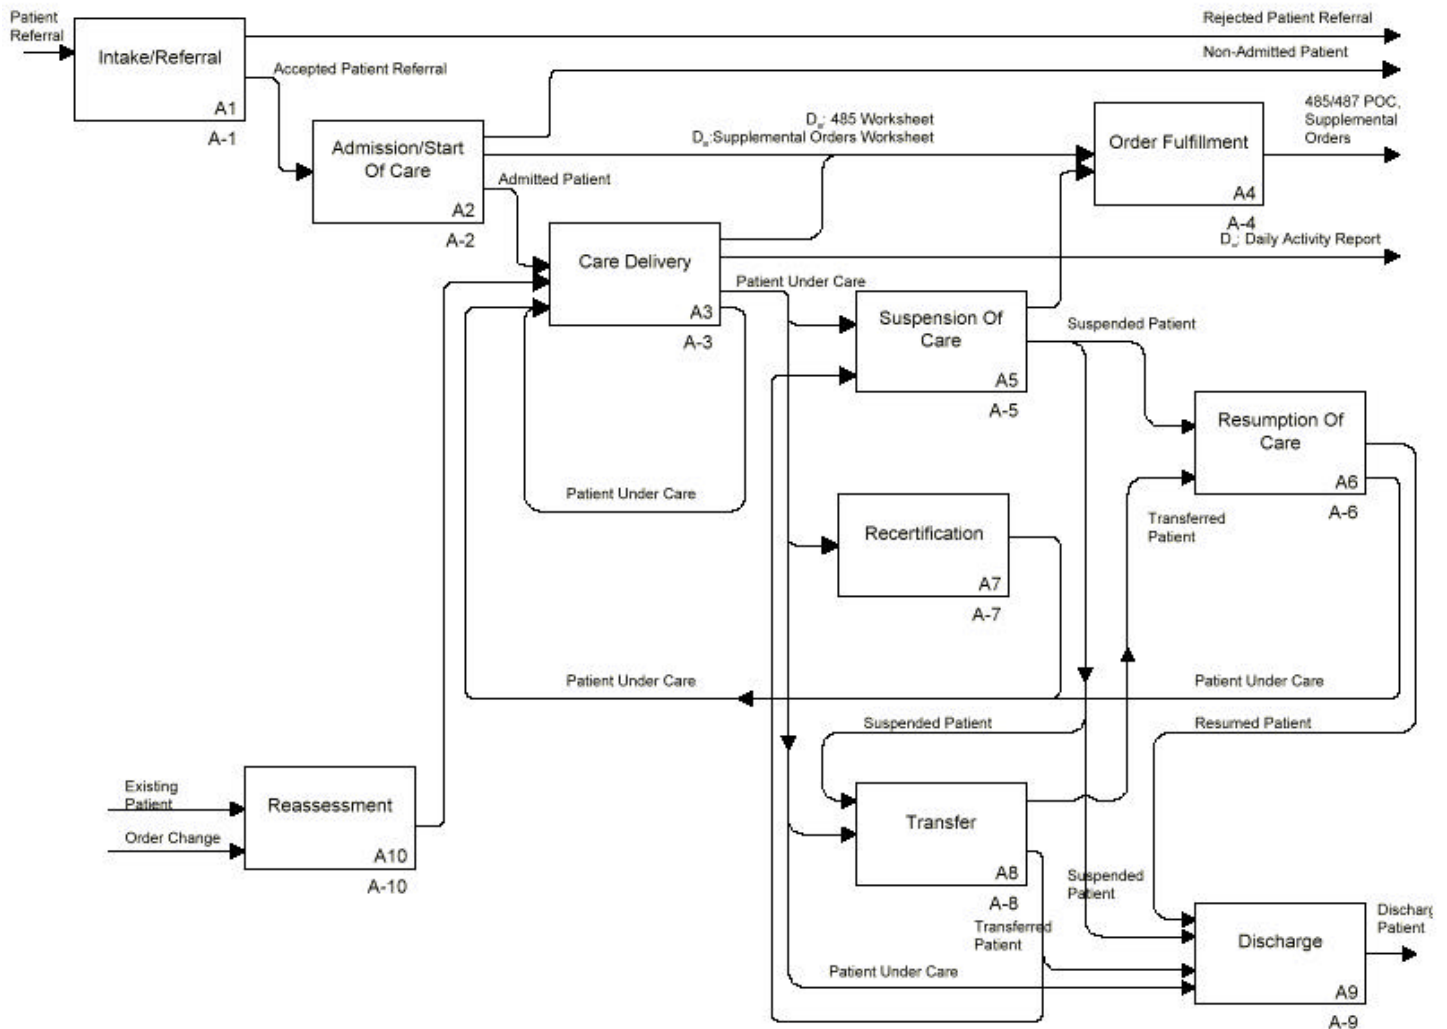 Patient
Referral
Intake/Referral
A1
A-1
Rejected Patient Referral
Non-Admitted Patient
Accepted Patient Referral
Admission/Start
Of Care
A2
A-2
D : 485 Worksheet
D :Supplemental Orders Worksheet
Admitted Patient
Order Fulfillment
A4
A-4
485/487 POC,
Supplemental
Orders
Care Delivery
A3
A-3
D : Daily Activity Report
Patient Under Care
Suspension Of
Care
A5
A-5
Suspended Patient
Resumption Of
Care
A6
A-6
Patient Under Care
Recertification
A7
A-7
Transferred
Patient
Patient Under Care
Patient Under Care
Suspended Patient
Resumed Patient
Existing
Patient
Order Change
Reassessment
A10
A-10
Transfer
A8
A-8
Suspended
Patient
Transferred
Patient
Patient Under Care
Discharge
A9
A-9
Discharg
Patient